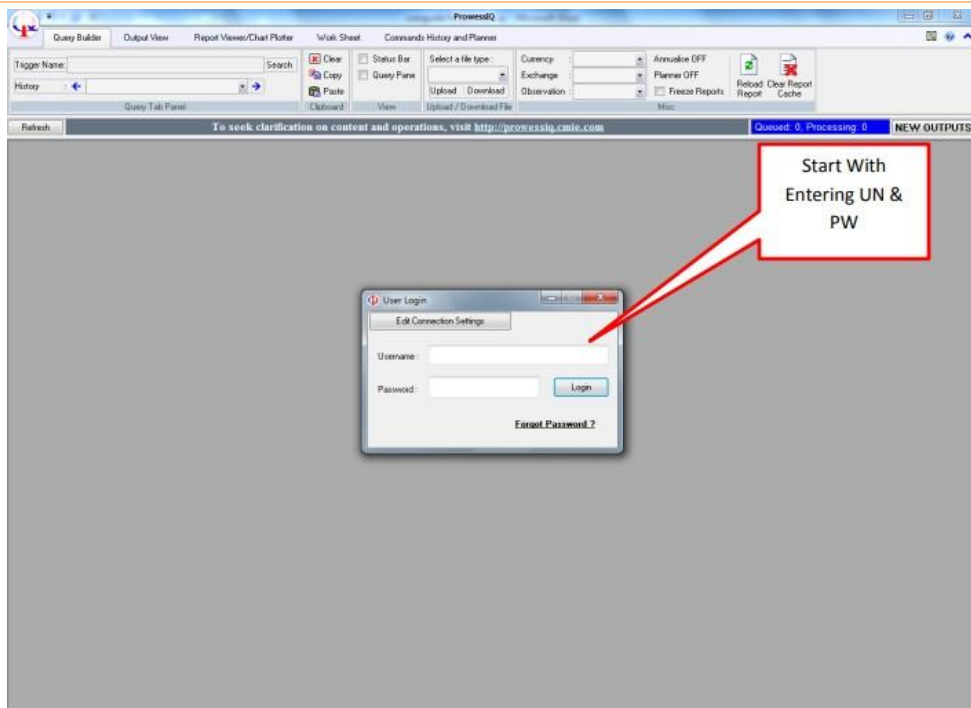 ProwessIQ
Query Builder Output View Report Viewer/Chart Plotter Work Sheet Commands History and Planner
Trigger Name: Search
History :
Query Tab Panel
Clear
Copy
Paste
Clipboard
Status Bar
Query Pane
View
Select a file type :
Upload Download
Upload / Download File
Currency :
Exchange :
Observation :
Annualise OFF
Planner OFF
Freeze Reports
Misc
Reload Report
Clear Report Cache
Refresh To seek clarification on content and operations, visit http://prowessiq.cmie.com Queued: 0, Processing: 0 NEW OUTPUTS
Start With
Entering UN &
PW
User Login
Edit Connection Settings
Username :
Password : Login
Forgot Password ?